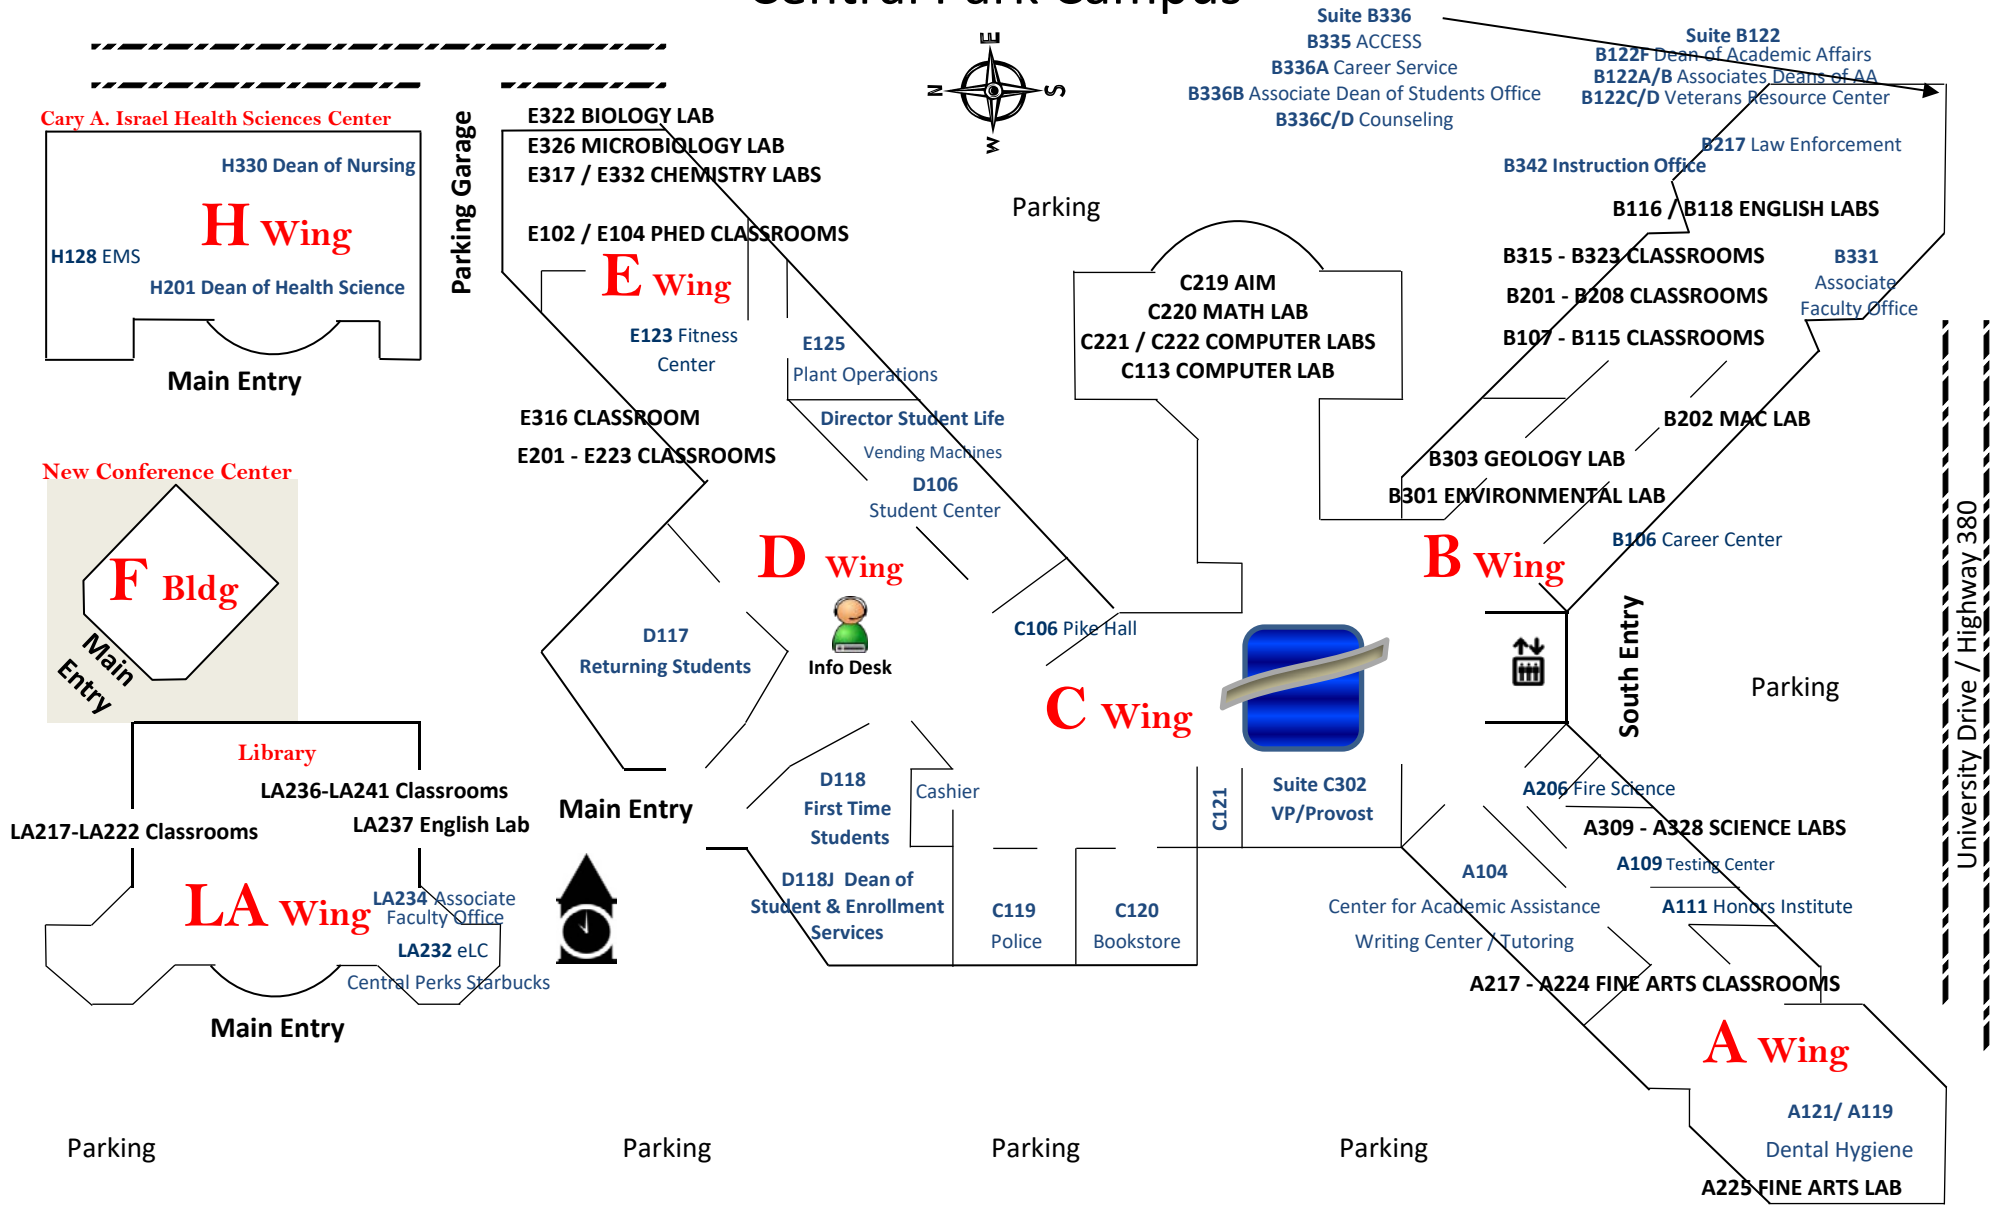 Central Park Campus
Suite B336
B335 ACCESS
B336A Career Service
B336B Associate Dean of Students Office
B336C/D Counseling
Suite B122
B122F Dean of Academic Affairs
B122A/B Associates Deans of AA
B122C/D Veterans Resource Center
E
N
S
W
Cary A. Israel Health Sciences Center
H330 Dean of Nursing
H Wing
H128 EMS
H201 Dean of Health Science
Main Entry
Parking Garage
E322 BIOLOGY LAB
E326 MICROBIOLOGY LAB
E317 / E332 CHEMISTRY LABS
E102 / E104 PHED CLASSROOMS
E Wing
E123 Fitness
Center
E125
Plant Operations
E316 CLASSROOM
E201 - E223 CLASSROOMS
Director Student Life
Vending Machines
D106
Student Center
Parking
C219 AIM
C220 MATH LAB
C221 / C222 COMPUTER LABS
C113 COMPUTER LAB
B217 Law Enforcement
B342 Instruction Office
B116 / B118 ENGLISH LABS
B315 - B323 CLASSROOMS
B201 - B208 CLASSROOMS
B107 - B115 CLASSROOMS
B331
Associate
Faculty Office
B202 MAC LAB
B303 GEOLOGY LAB
B301 ENVIRONMENTAL LAB
B106 Career Center
B Wing
South Entry
Parking
University Drive / Highway 380
New Conference Center
F Bldg
Main
Entry
D Wing
Info Desk
D117
Returning Students
C106 Pike Hall
C Wing
Main Entry
D118
First Time
Students
Cashier
D118J Dean of
Student & Enrollment
Services
C119
Police
C120
Bookstore
C121
Suite C302
VP/Provost
Library
LA236-LA241 Classrooms
LA237 English Lab
LA217-LA222 Classrooms
LA Wing
LA234 Associate
Faculty Office
LA232 eLC
Central Perks Starbucks
Main Entry
A206 Fire Science
A309 - A328 SCIENCE LABS
A109 Testing Center
A104
Center for Academic Assistance
Writing Center / Tutoring
A111 Honors Institute
A217 - A224 FINE ARTS CLASSROOMS
A Wing
A121/ A119
Dental Hygiene
A225 FINE ARTS LAB
Parking
Parking
Parking
Parking